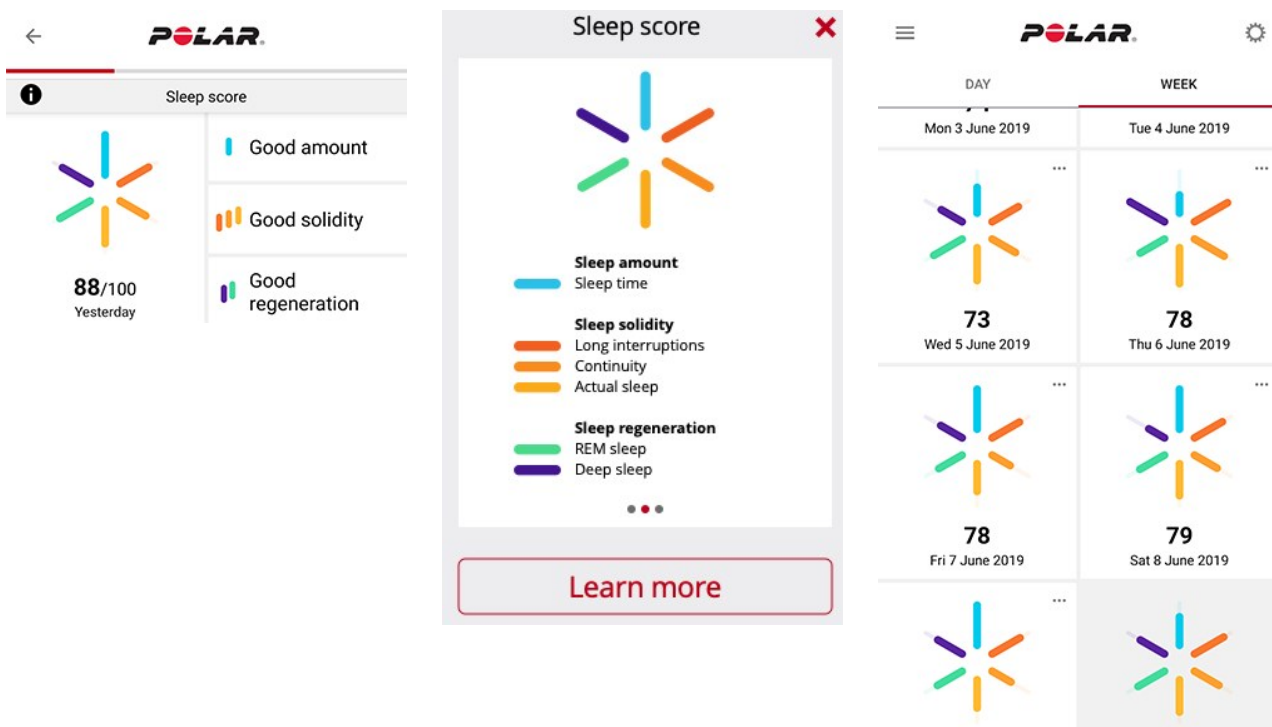 POLAR
Sleep score
Good amount
Good solidity
Good
regeneration
88/100
Yesterday
Sleep score
Sleep amount
Sleep time
Sleep solidity
Long interruptions
Continuity
Actual sleep
Sleep regeneration
REM sleep
Deep sleep
Learn more
POLAR
DAY
WEEK
Mon 3 June 2019
Tue 4 June 2019
73
Wed 5 June 2019
78
Thu 6 June 2019
78
Fri 7 June 2019
79
Sat 8 June 2019